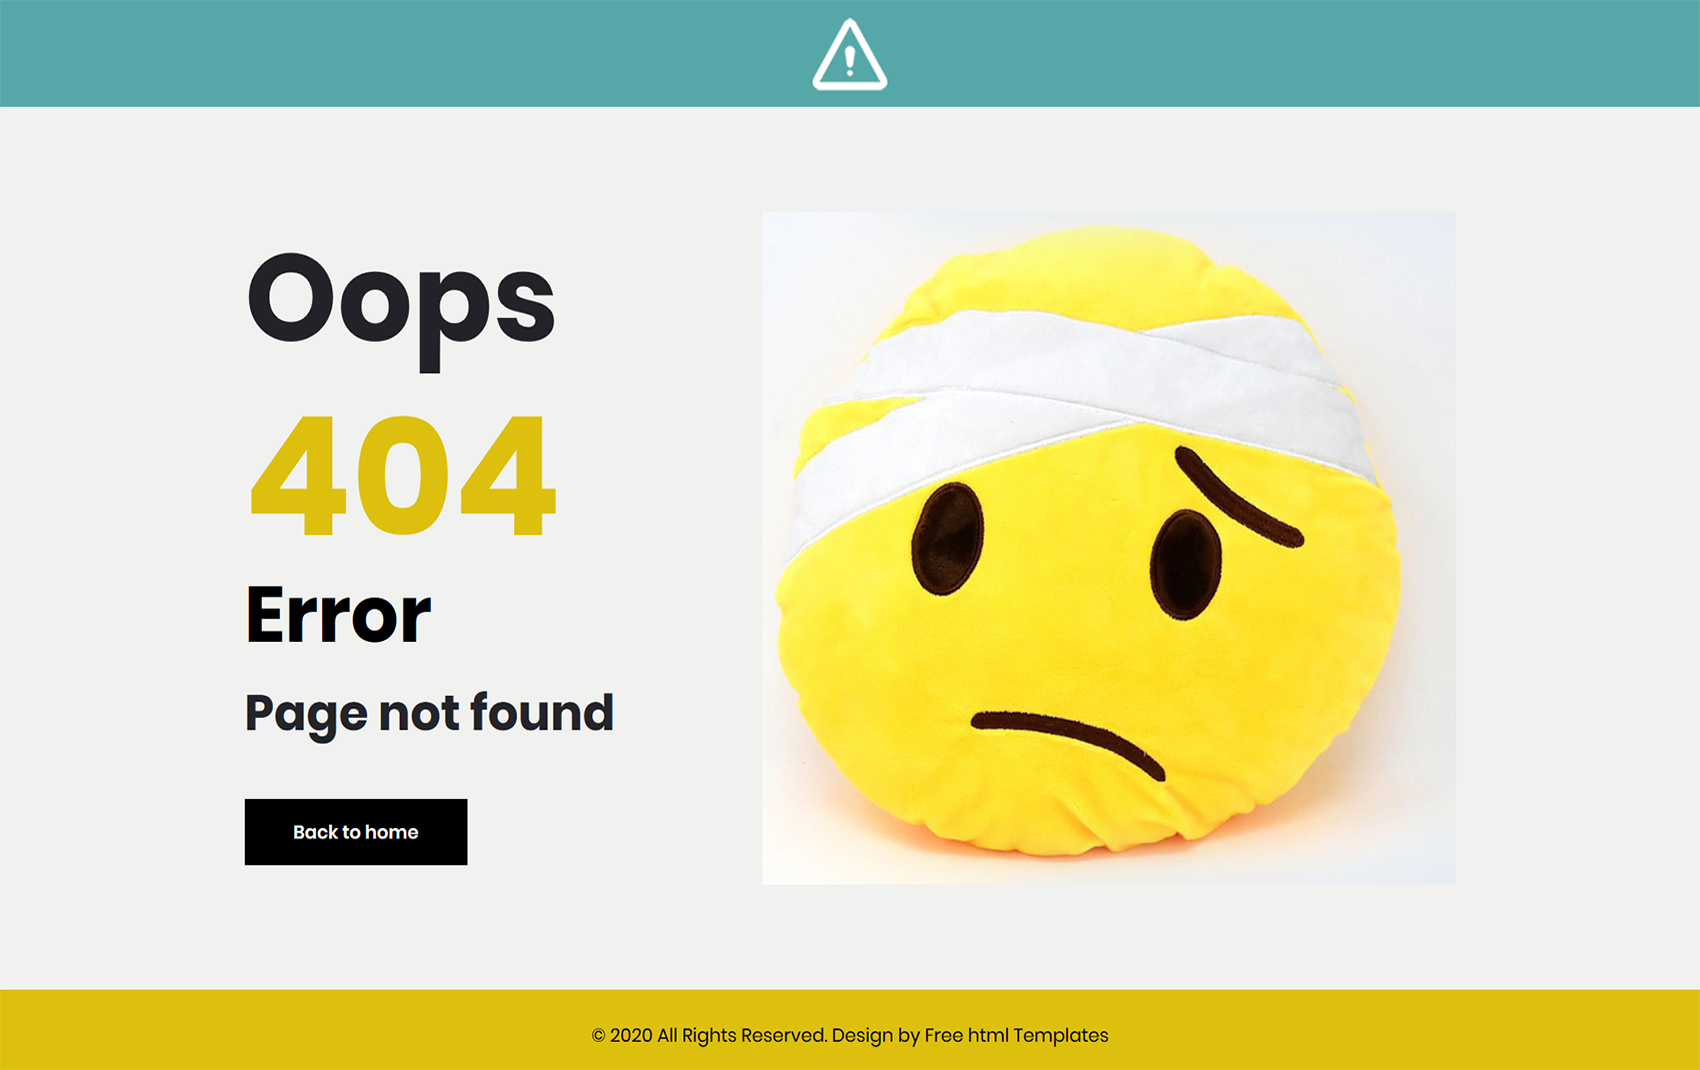 Oops
404
Error
Page not found
Back to home
© 2020 All Rights Reserved. Design by Free html Templates